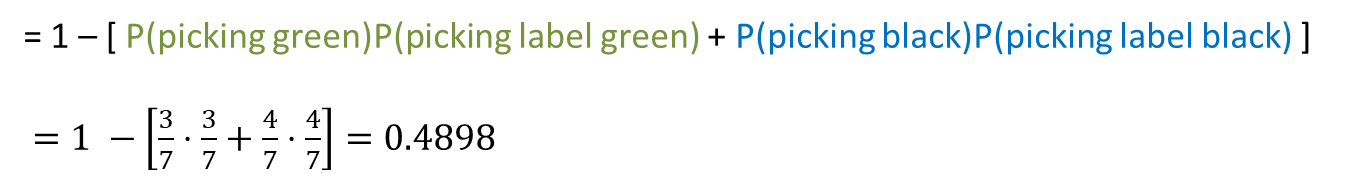 = 1 – [ P(picking green)P(picking label green) + P(picking black)P(picking label black) ]
= 1 − [3/7 · 3/7 + 4/7 · 4/7] = 0.4898